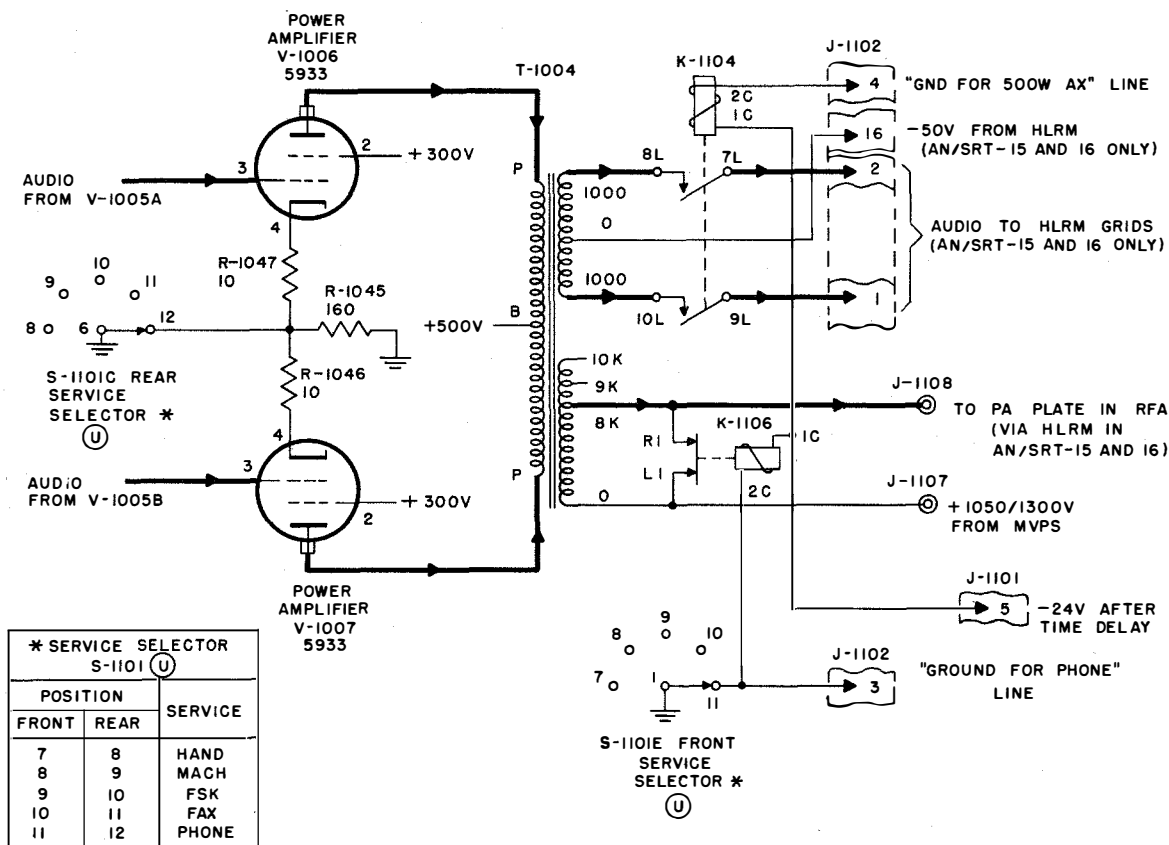 POWER
AMPLIFIER
V-1006
5933
T-1004
K-1104
J-1102
2C
1C
4
"GND FOR 500W AX" LINE
16
-50V FROM HLRM
(AN/SRT-15 AND 16 ONLY)
2
+300V
3
AUDIO
FROM V-1005A
4
P
8L
7L
2
1000
0
AUDIO TO HLRM GRIDS
(AN/SRT-15 AND 16 ONLY)
1000
10L
9L
1
R-1047
10
R-1045
160
10
9
11
8
6
12
S-1101C REAR
SERVICE
SELECTOR *
U
B
+500V
R-1046
10
10K
9K
8K
J-1108
TO PA PLATE IN RFA
(VIA HLRM IN
AN/SRT-15 AND 16)
K-1106
R1
L1
1C
2C
4
3
AUDIO
FROM V-1005B
+300V
2
P
0
J-1107
+1050/1300V
FROM MVPS
POWER
AMPLIFIER
V-1007
5933
J-1101
5
-24V AFTER
TIME DELAY
9
8
10
7
1
11
J-1102
3
"GROUND FOR PHONE"
LINE
S-1101E FRONT
SERVICE
SELECTOR *
U
* SERVICE SELECTOR
S-1101 U
POSITION
SERVICE
FRONT REAR
7 8 HAND
8 9 MACH
9 10 FSK
10 11 FAX
11 12 PHONE